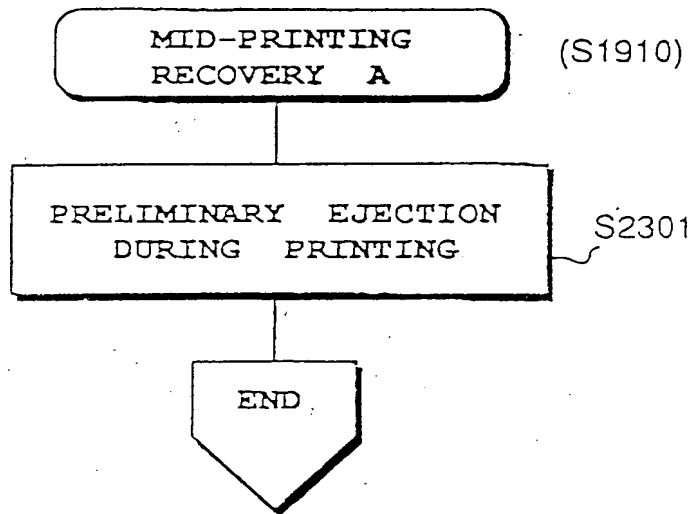 MID-PRINTING
RECOVERY A
(S1910)
PRELIMINARY EJECTION
DURING PRINTING
S2301
END